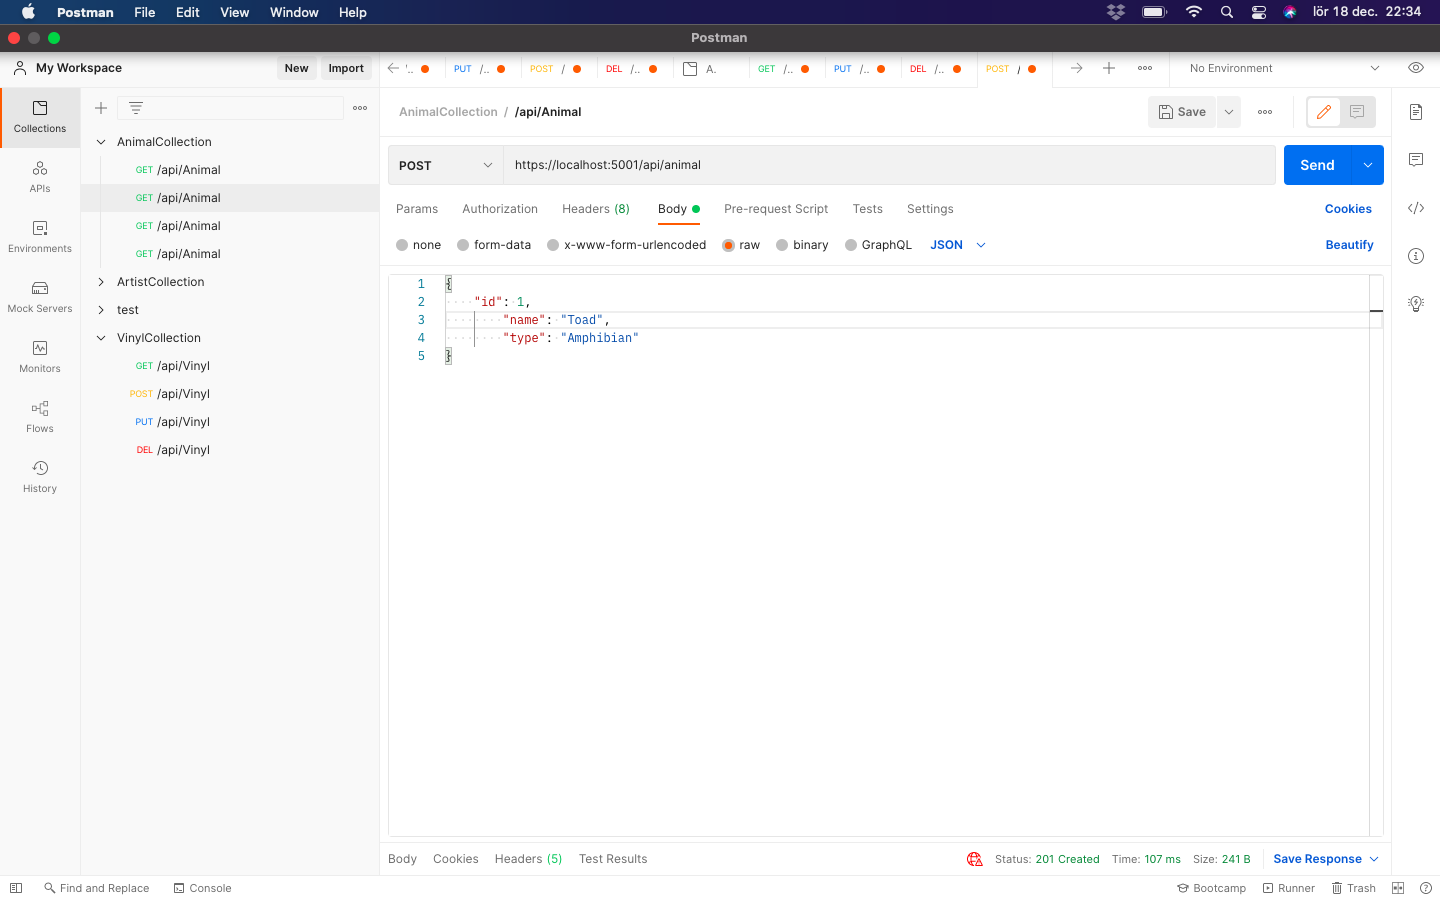 Postman File Edit View Window Help lör 18 dec. 22:34
Postman
My Workspace New Import
'.. PUT /.. POST / DEL /.. A. GET /.. PUT /.. DEL /.. POST / No Environment
Collections
APIs
Environments
Mock Servers
Monitors
Flows
History
AnimalCollection
GET /api/Animal
GET /api/Animal
GET /api/Animal
GET /api/Animal
ArtistCollection
test
VinylCollection
GET /api/Vinyl
POST /api/Vinyl
PUT /api/Vinyl
DEL /api/Vinyl
AnimalCollection / /api/Animal Save
POST https://localhost:5001/api/animal Send
Params Authorization Headers (8) Body Pre-request Script Tests Settings Cookies
none form-data x-www-form-urlencoded raw binary GraphQL JSON Beautify
1 {
2 "id": 1,
3 "name": "Toad",
4 "type": "Amphibian"
5 }
Body Cookies Headers (5) Test Results Status: 201 Created Time: 107 ms Size: 241 B Save Response
Find and Replace Console Bootcamp Runner Trash